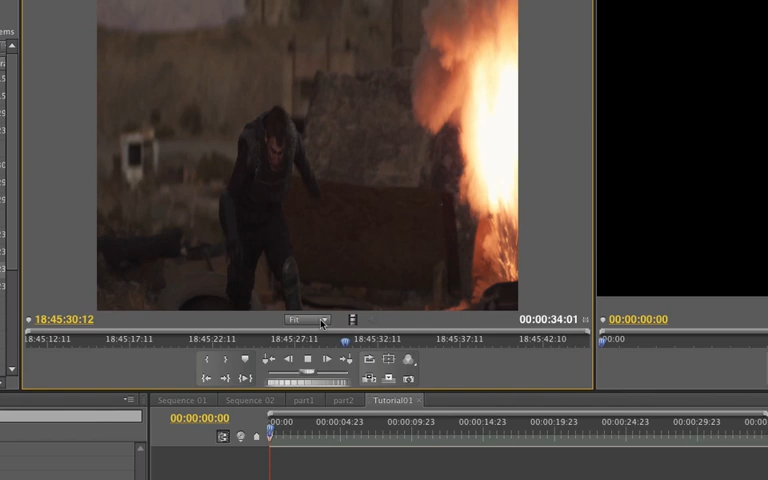 ems
18:45:30:12
Fit
00:00:34:01
00:00:00:00
18:45:12:11
18:45:17:11
18:45:22:11
18:45:27:11
18:45:32:11
18:45:37:11
18:45:42:10
00:00
Sequence 01
Sequence 02
part1
part2
Tutorial01
00:00:00:00
00:00
00:00:04:23
00:00:09:23
00:00:14:23
00:00:19:23
00:00:24:23
00:00:29:23
00:00